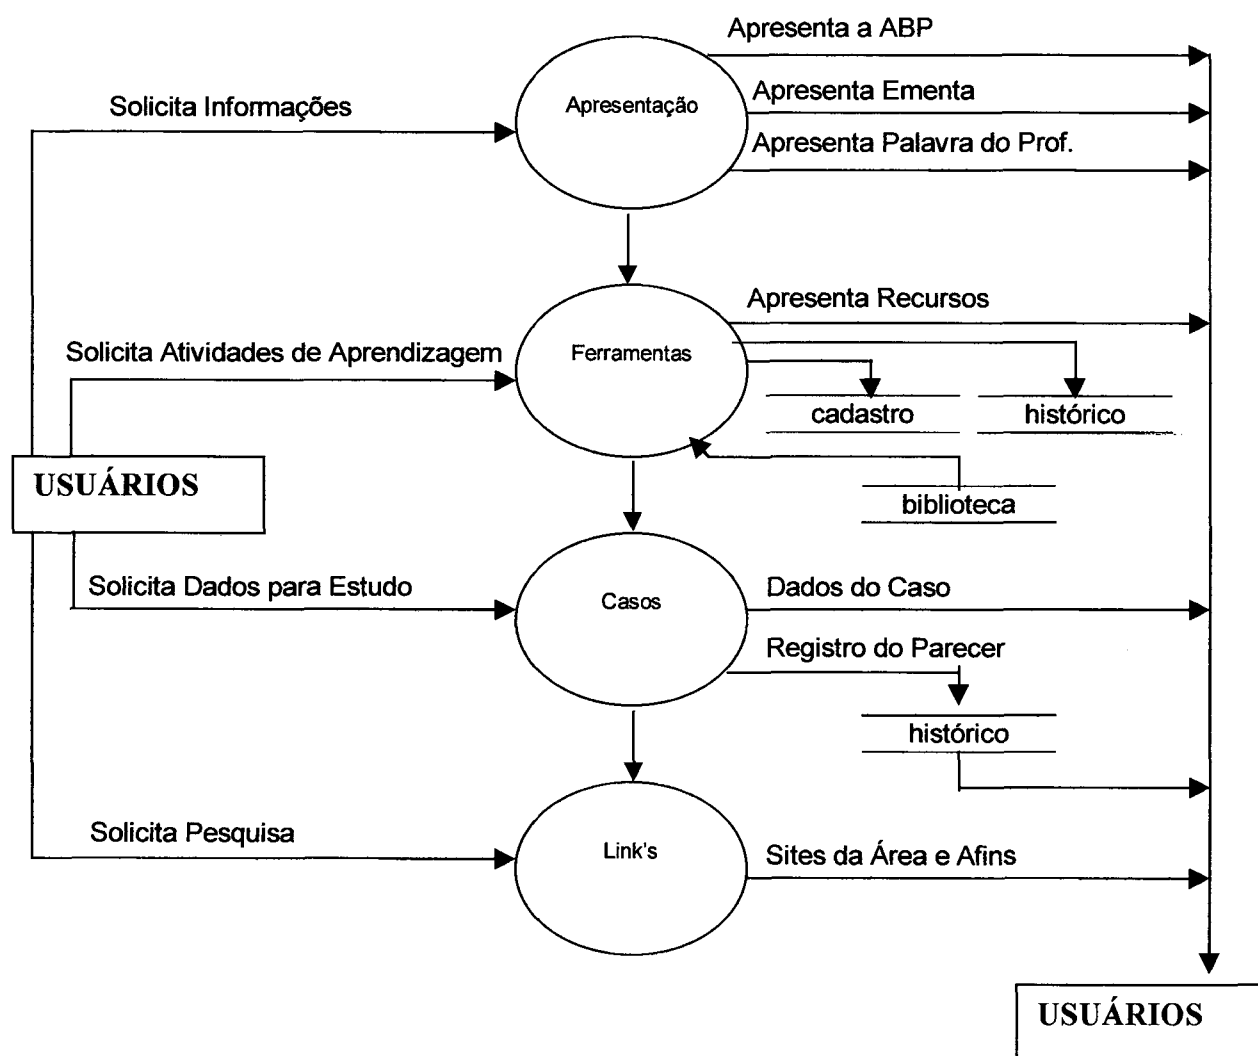 Apresenta a ABP
Solicita Informações
Apresentação
Apresenta Ementa
Apresenta Palavra do Prof.
Apresenta Recursos
Solicita Atividades de Aprendizagem
Ferramentas
cadastro
histórico
USUÁRIOS
biblioteca
Solicita Dados para Estudo
Casos
Dados do Caso
Registro do Parecer
histórico
Solicita Pesquisa
Link's
Sites da Área e Afins
USUÁRIOS